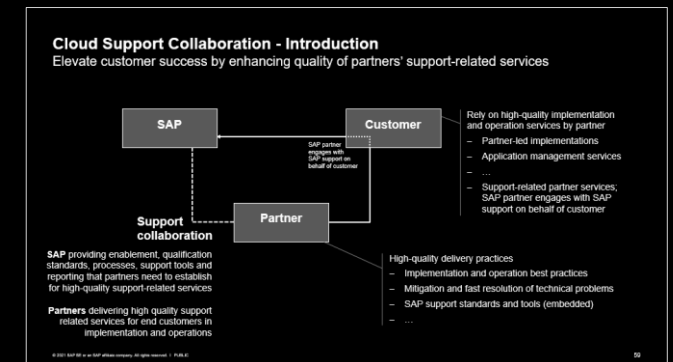 Cloud Support Collaboration - Introduction
Elevate customer success by enhancing quality of partners' support-related services
SAP
Customer
SAP partner
engages with
SAP support on
behalf of customer
Rely on high-quality implementation
and operation services by partner
– Partner-led implementations
– Application management services
– ...
– Support-related partner services;
SAP partner engages with SAP
support on behalf of customer
Partner
Support
collaboration
SAP providing enablement, qualification
standards, processes, support tools and
reporting that partners need to establish
for high-quality support-related services
Partners delivering high quality support
related services for end customers in
implementation and operations
High-quality delivery practices
– Implementation and operation best practices
– Mitigation and fast resolution of technical problems
– SAP support standards and tools (embedded)
– ...
© 2021 SAP SE or an SAP affiliate company. All rights reserved. I PUBLIC
59